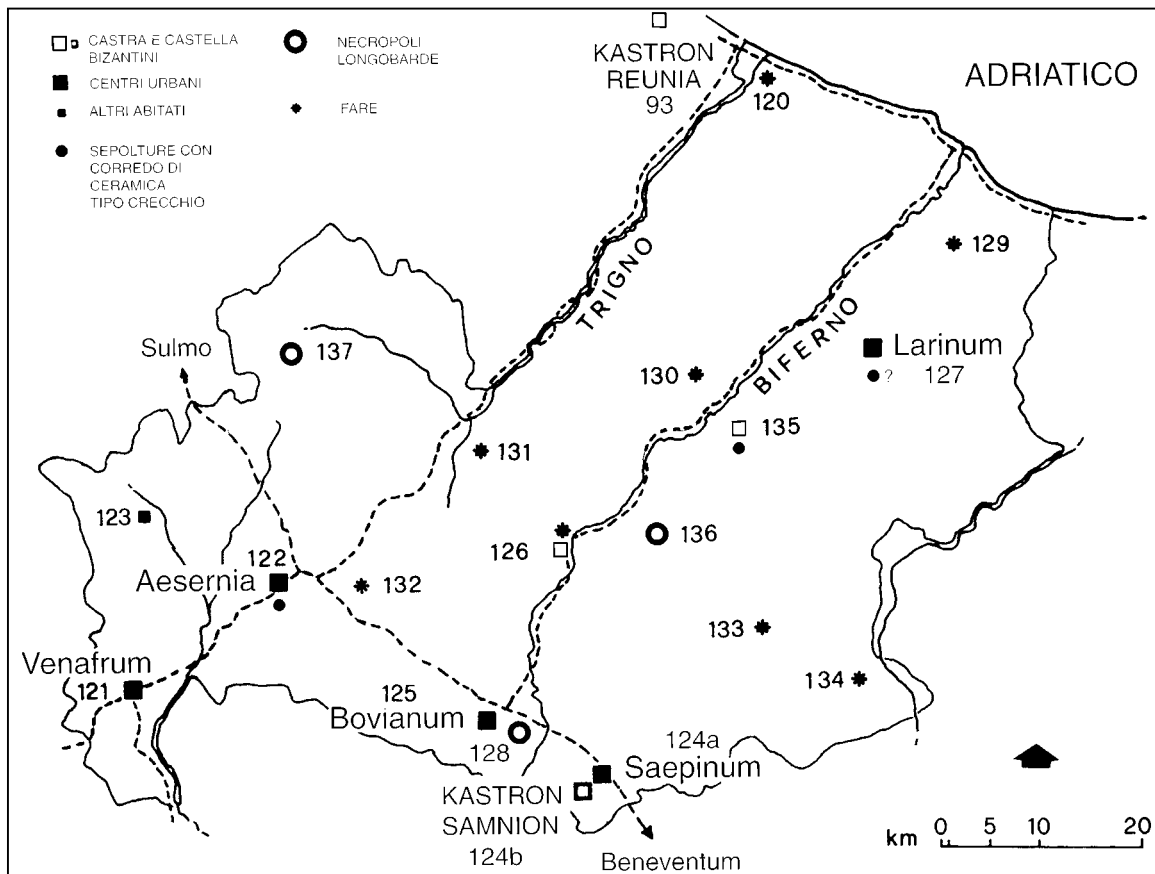 CASTRA E CASTELLA
BIZANTINI
CENTRI URBANI
ALTRI ABITATI
SEPOLTURE CON
CORREDO DI
CERAMICA
TIPO CRECCHIO
NECROPOLI
LONGOBARDE
FARE
KASTRON
REUNIA
93
120
ADRIATICO
129
TRIGNO
Sulmo
137
BIFERNO
Larinum
? 127
130
135
131
123
126
136
122
Aesernia
132
133
134
Venafrum
121
125
Bovianum
128
124a
Saepinum
KASTRON
SAMNION
124b
Beneventum
km 0 5 10 20